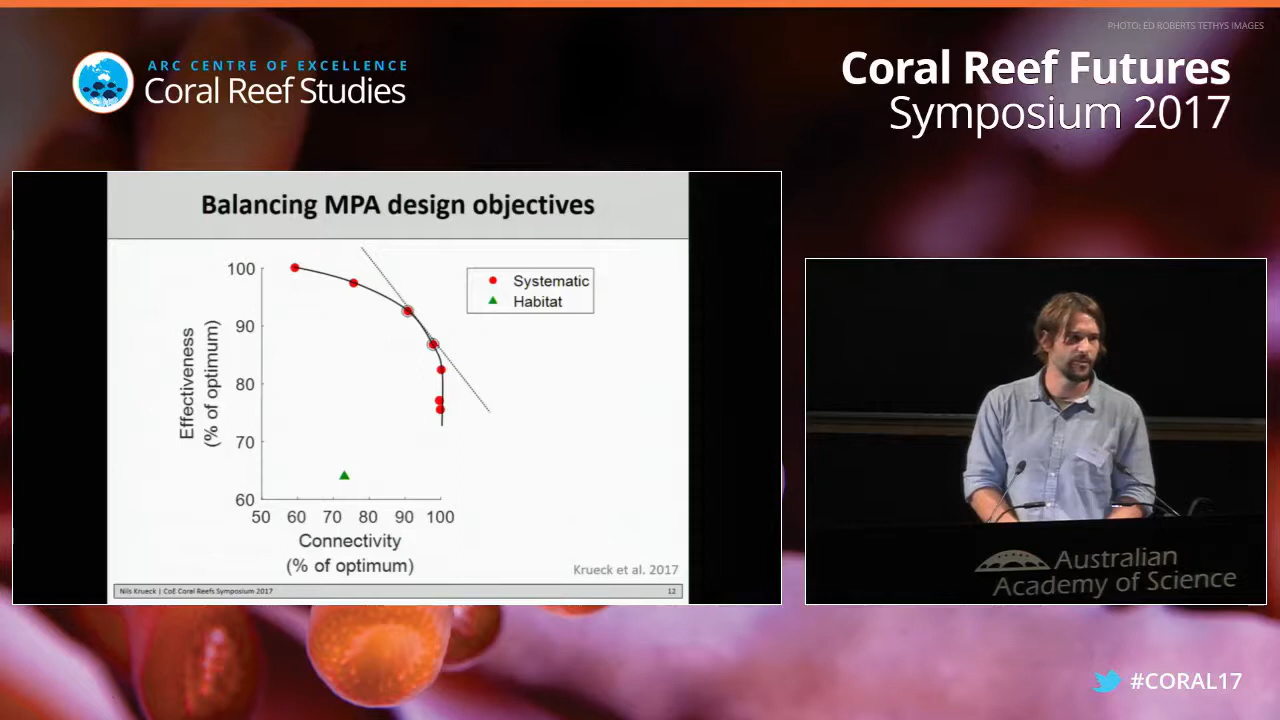 PHOTO: ED ROBERTS TETHYS IMAGES
ARC CENTRE OF EXCELLENCE
Coral Reef Studies
Coral Reef Futures
Symposium 2017
Balancing MPA design objectives
100
90
80
70
60
Effectiveness
(% of optimum)
Systematic
Habitat
50 60 70 80 90 100
Connectivity
(% of optimum)
Krueck et al. 2017
Nils Krueck | CoE Coral Reefs Symposium 2017
12
Australian
Academy of Science
#CORAL17